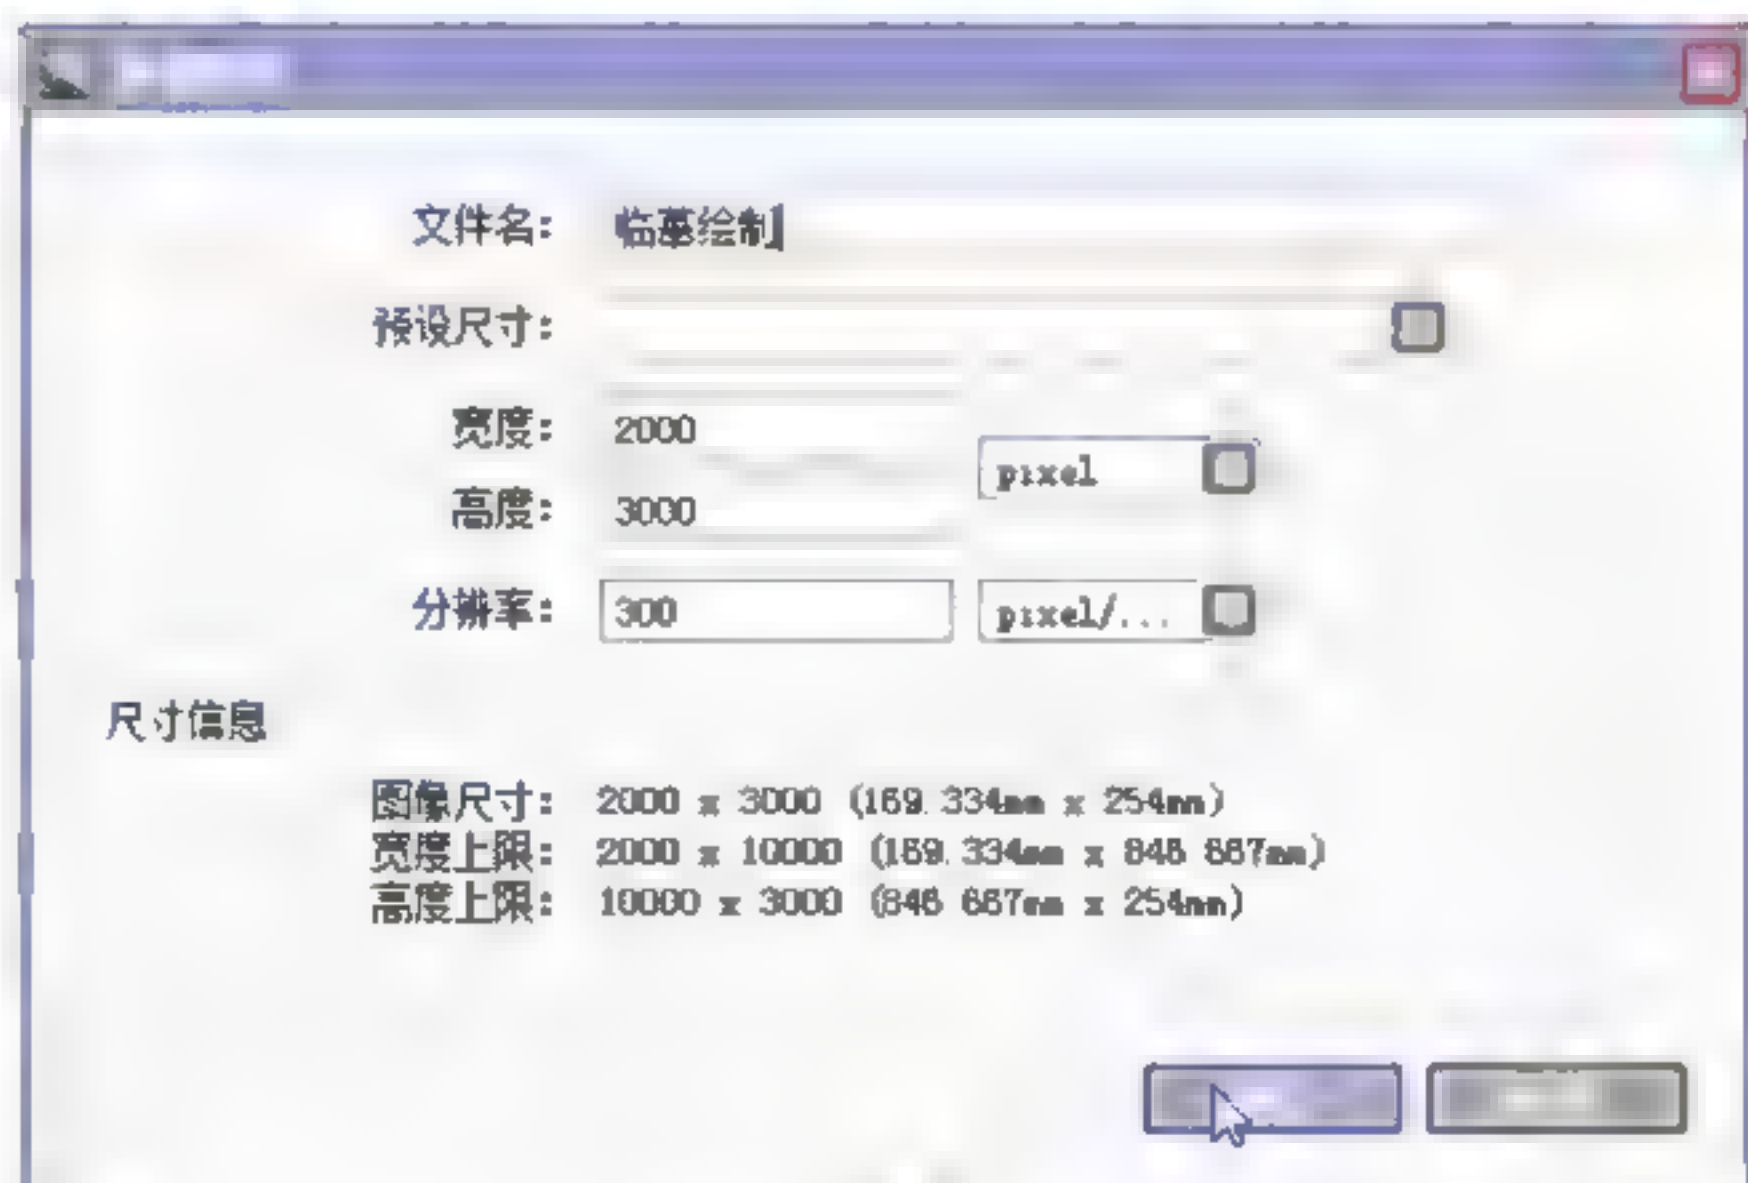 文件名： 临摹绘制
预设尺寸：
宽度： 2000
pixel
高度： 3000
分辨率： 300 pixel/...
尺寸信息
图像尺寸： 2000 x 3000 (169.334mm x 254mm)
宽度上限： 2000 x 10000 (169.334mm x 846.667mm)
高度上限： 10000 x 3000 (846.667mm x 254mm)